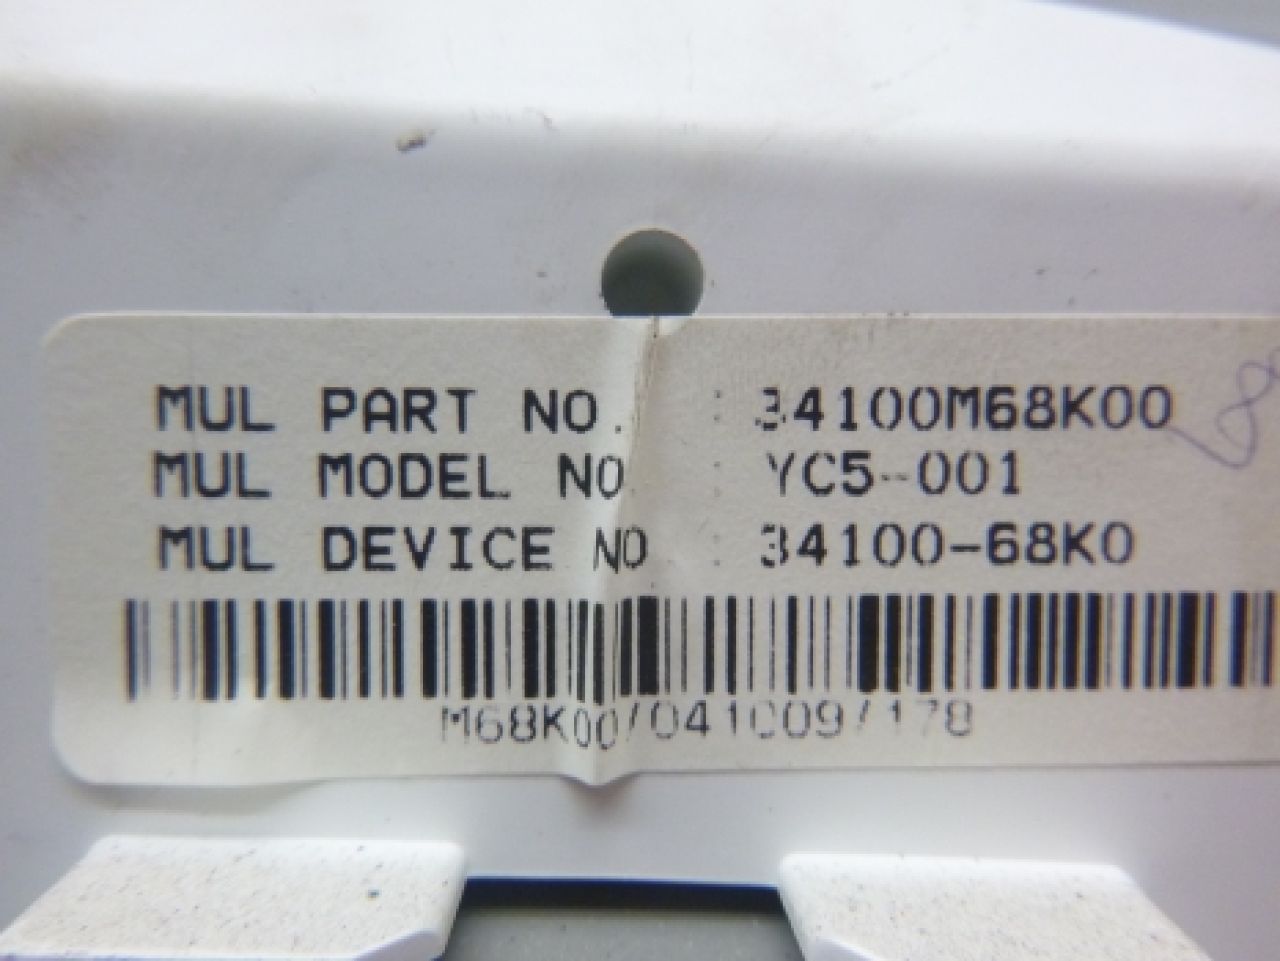 MUL PART NO. : 34100M68K00
MUL MODEL NO : YC5-001
MUL DEVICE NO : 34100-68K0
M68K00/041009/178